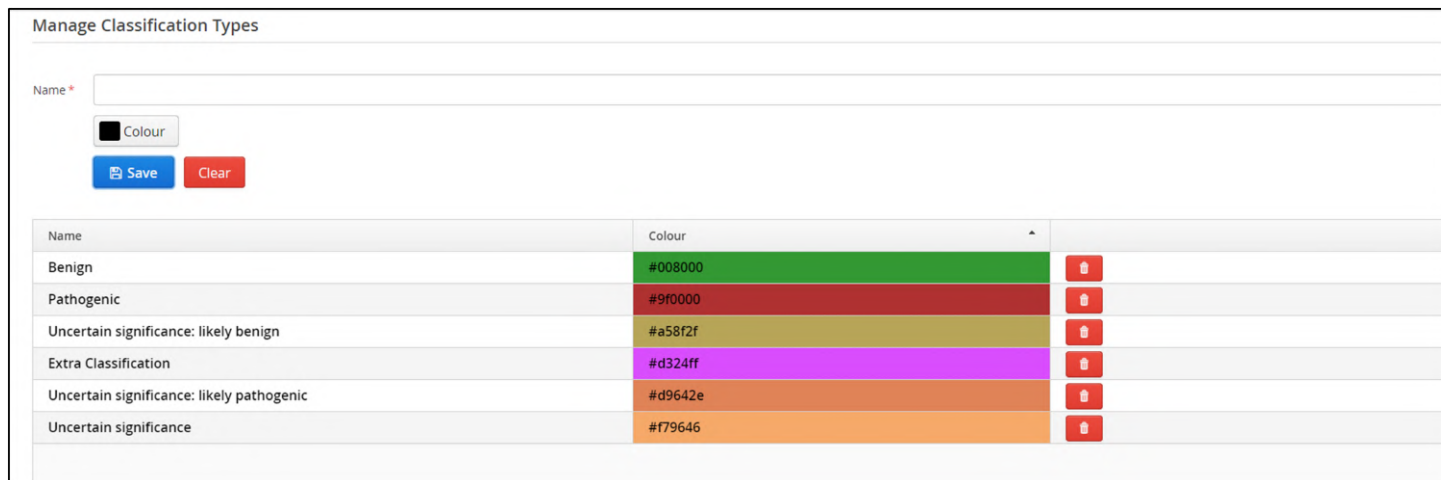 Manage Classification Types
Name *
Colour
Save Clear
Name Colour
Benign #008000
Pathogenic #9f0000
Uncertain significance: likely benign #a58f2f
Extra Classification #d324ff
Uncertain significance: likely pathogenic #d9642e
Uncertain significance #f79646